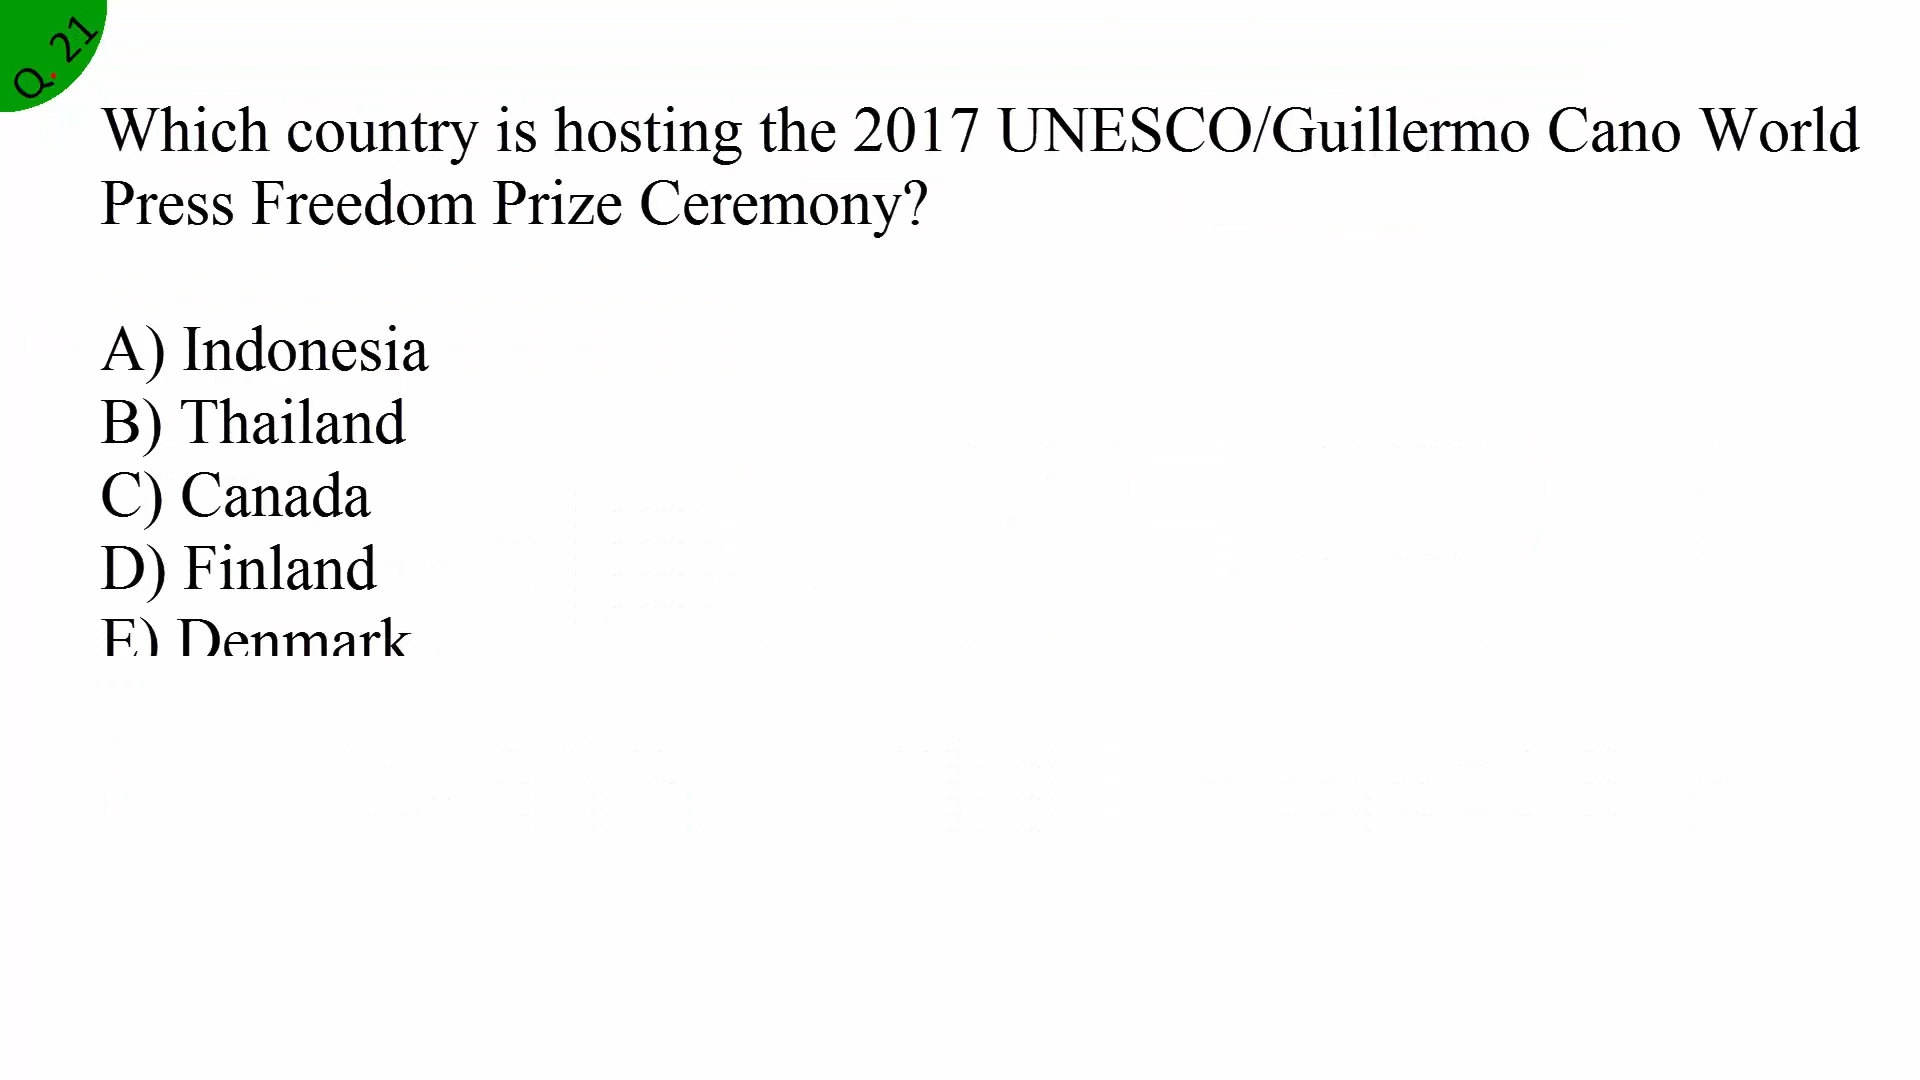 Q. 21
Which country is hosting the 2017 UNESCO/Guillermo Cano World
Press Freedom Prize Ceremony?
A) Indonesia
B) Thailand
C) Canada
D) Finland
E) Denmark